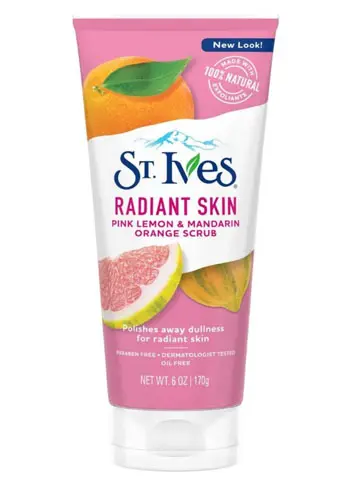 New Look!
MADE WITH
100% NATURAL
EXFOLIANTS
ST. IVES®
RADIANT SKIN
PINK LEMON & MANDARIN
ORANGE SCRUB
Polishes away dullness
for radiant skin
PARABEN FREE • DERMATOLOGIST TESTED
OIL FREE
NET WT. 6 OZ | 170g